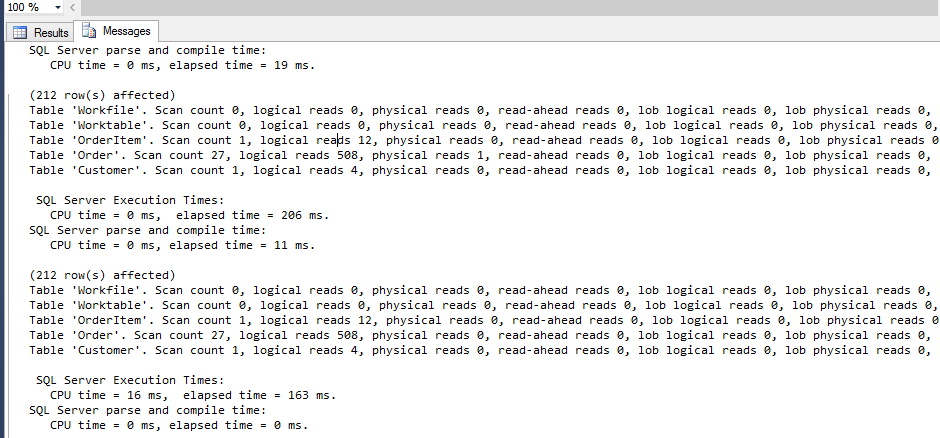 100 %
Results Messages
SQL Server parse and compile time:
CPU time = 0 ms, elapsed time = 19 ms.
(212 row(s) affected)
Table 'Workfile'. Scan count 0, logical reads 0, physical reads 0, read-ahead reads 0, lob logical reads 0, lob physical reads 0,
Table 'Worktable'. Scan count 0, logical reads 0, physical reads 0, read-ahead reads 0, lob logical reads 0, lob physical reads 0,
Table 'OrderItem'. Scan count 1, logical reads 12, physical reads 0, read-ahead reads 0, lob logical reads 0, lob physical reads 0
Table 'Order'. Scan count 27, logical reads 508, physical reads 1, read-ahead reads 0, lob logical reads 0, lob physical reads 0,
Table 'Customer'. Scan count 1, logical reads 4, physical reads 0, read-ahead reads 0, lob logical reads 0, lob physical reads 0,
SQL Server Execution Times:
CPU time = 0 ms, elapsed time = 206 ms.
SQL Server parse and compile time:
CPU time = 0 ms, elapsed time = 11 ms.
(212 row(s) affected)
Table 'Workfile'. Scan count 0, logical reads 0, physical reads 0, read-ahead reads 0, lob logical reads 0, lob physical reads 0,
Table 'Worktable'. Scan count 0, logical reads 0, physical reads 0, read-ahead reads 0, lob logical reads 0, lob physical reads 0,
Table 'OrderItem'. Scan count 1, logical reads 12, physical reads 0, read-ahead reads 0, lob logical reads 0, lob physical reads 0
Table 'Order'. Scan count 27, logical reads 508, physical reads 0, read-ahead reads 0, lob logical reads 0, lob physical reads 0,
Table 'Customer'. Scan count 1, logical reads 4, physical reads 0, read-ahead reads 0, lob logical reads 0, lob physical reads 0,
SQL Server Execution Times:
CPU time = 16 ms, elapsed time = 163 ms.
SQL Server parse and compile time:
CPU time = 0 ms, elapsed time = 0 ms.